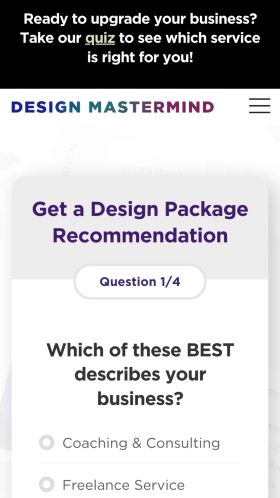 Ready to upgrade your business?
Take our quiz to see which service
is right for you!
DESIGN MASTERMIND
Get a Design Package
Recommendation
Question 1/4
Which of these BEST
describes your
business?
Coaching & Consulting
Freelance Service